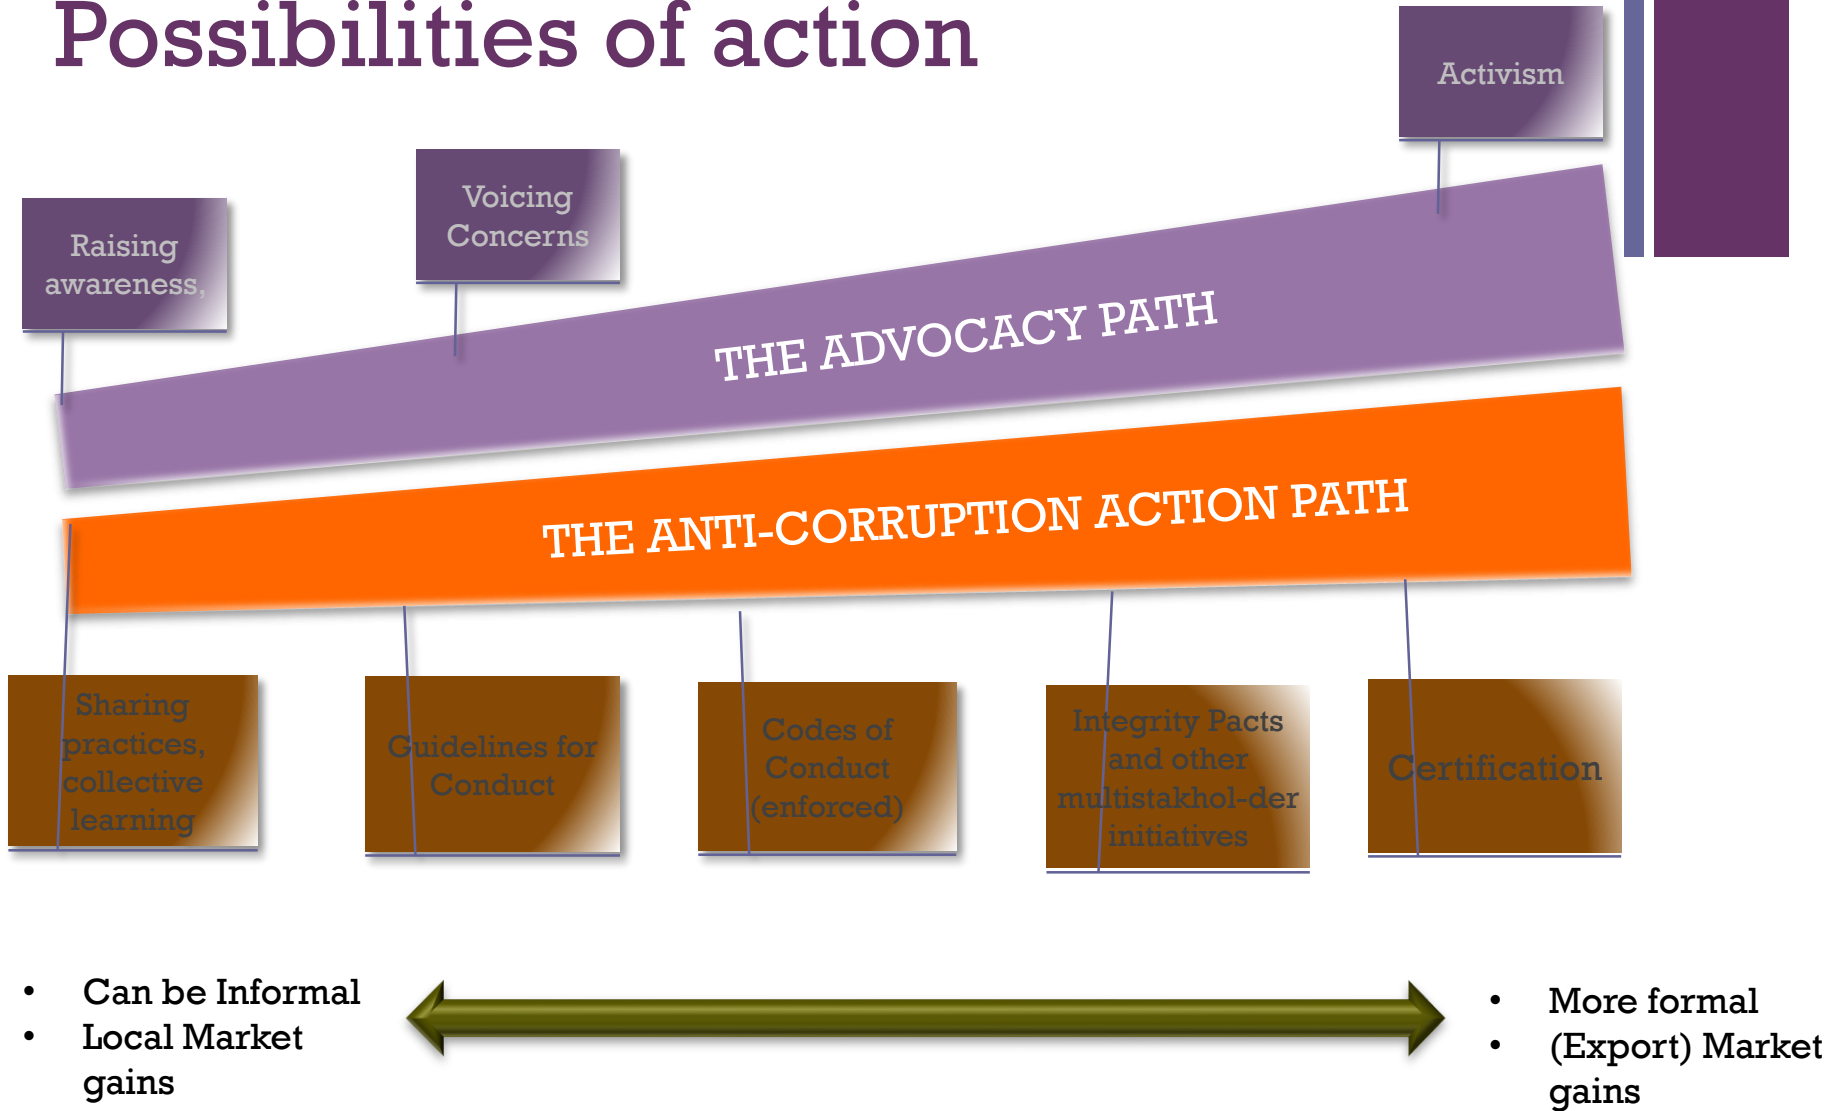 Possibilities of action
Activism
Voicing
Concerns
Raising
awareness,
THE ADVOCACY PATH
THE ANTI-CORRUPTION ACTION PATH
Sharing
practices,
collective
learning
Guidelines for
Conduct
Codes of
Conduct
(enforced)
Integrity Pacts
and other
multistakhol-der
initiatives
Certification
• Can be Informal
• Local Market
gains
• More formal
• (Export) Market
gains